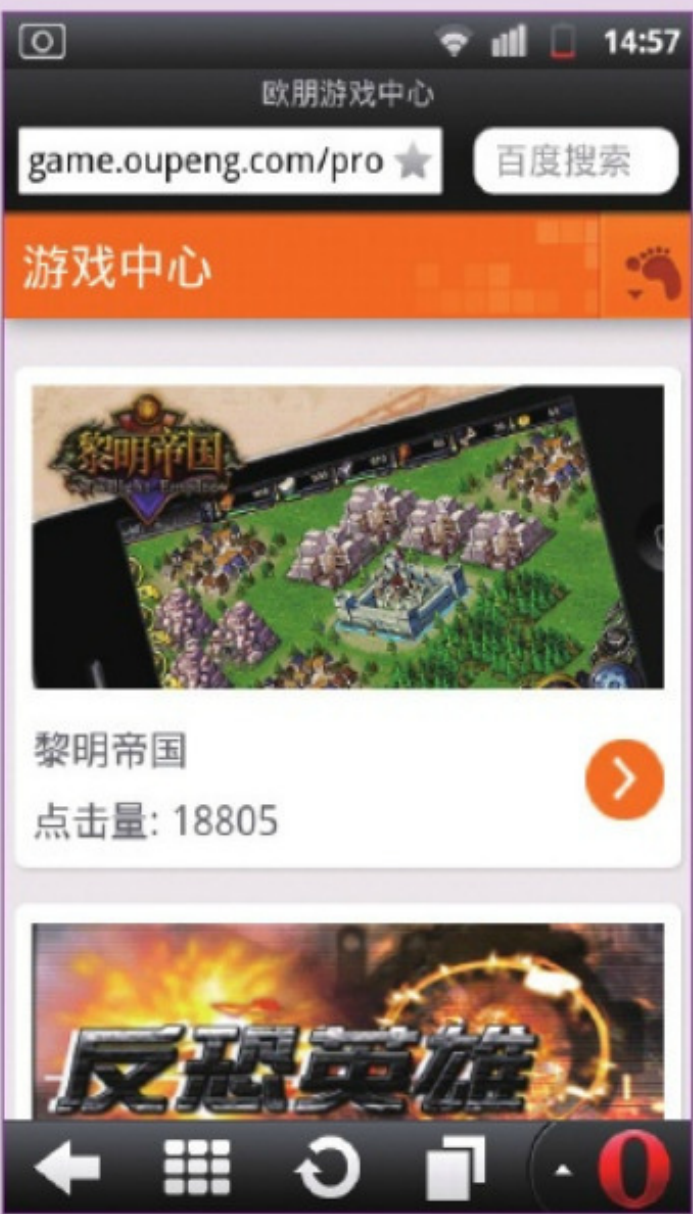 14:57
欧朋游戏中心
game.oupeng.com/pro
百度搜索
游戏中心
黎明帝国
黎明帝国
点击量: 18805
反恐英雄